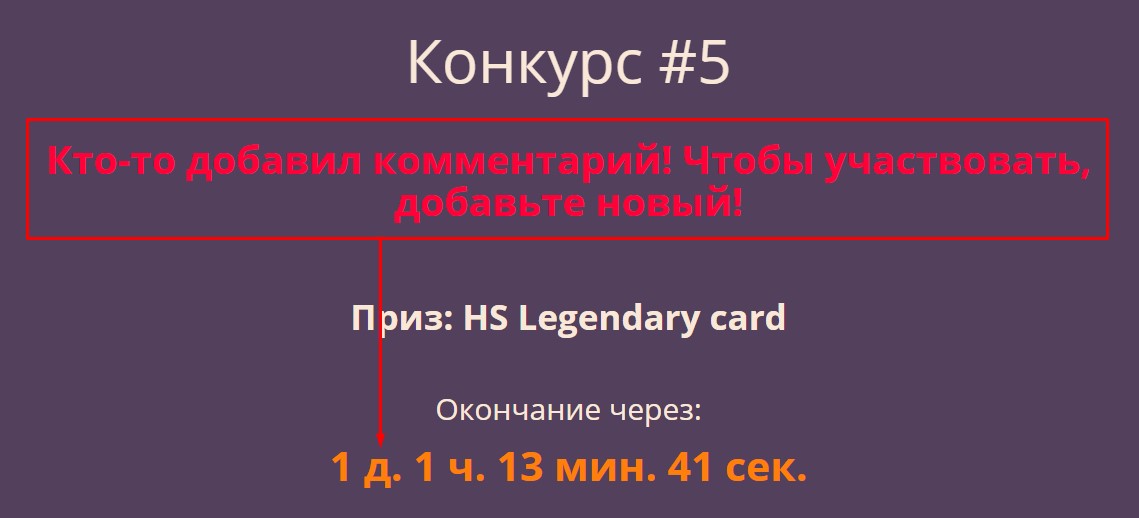 Конкурс #5
Кто-то добавил комментарий! Чтобы участвовать,
добавьте новый!
Приз: HS Legendary card
Окончание через:
1 д. 1 ч. 13 мин. 41 сек.